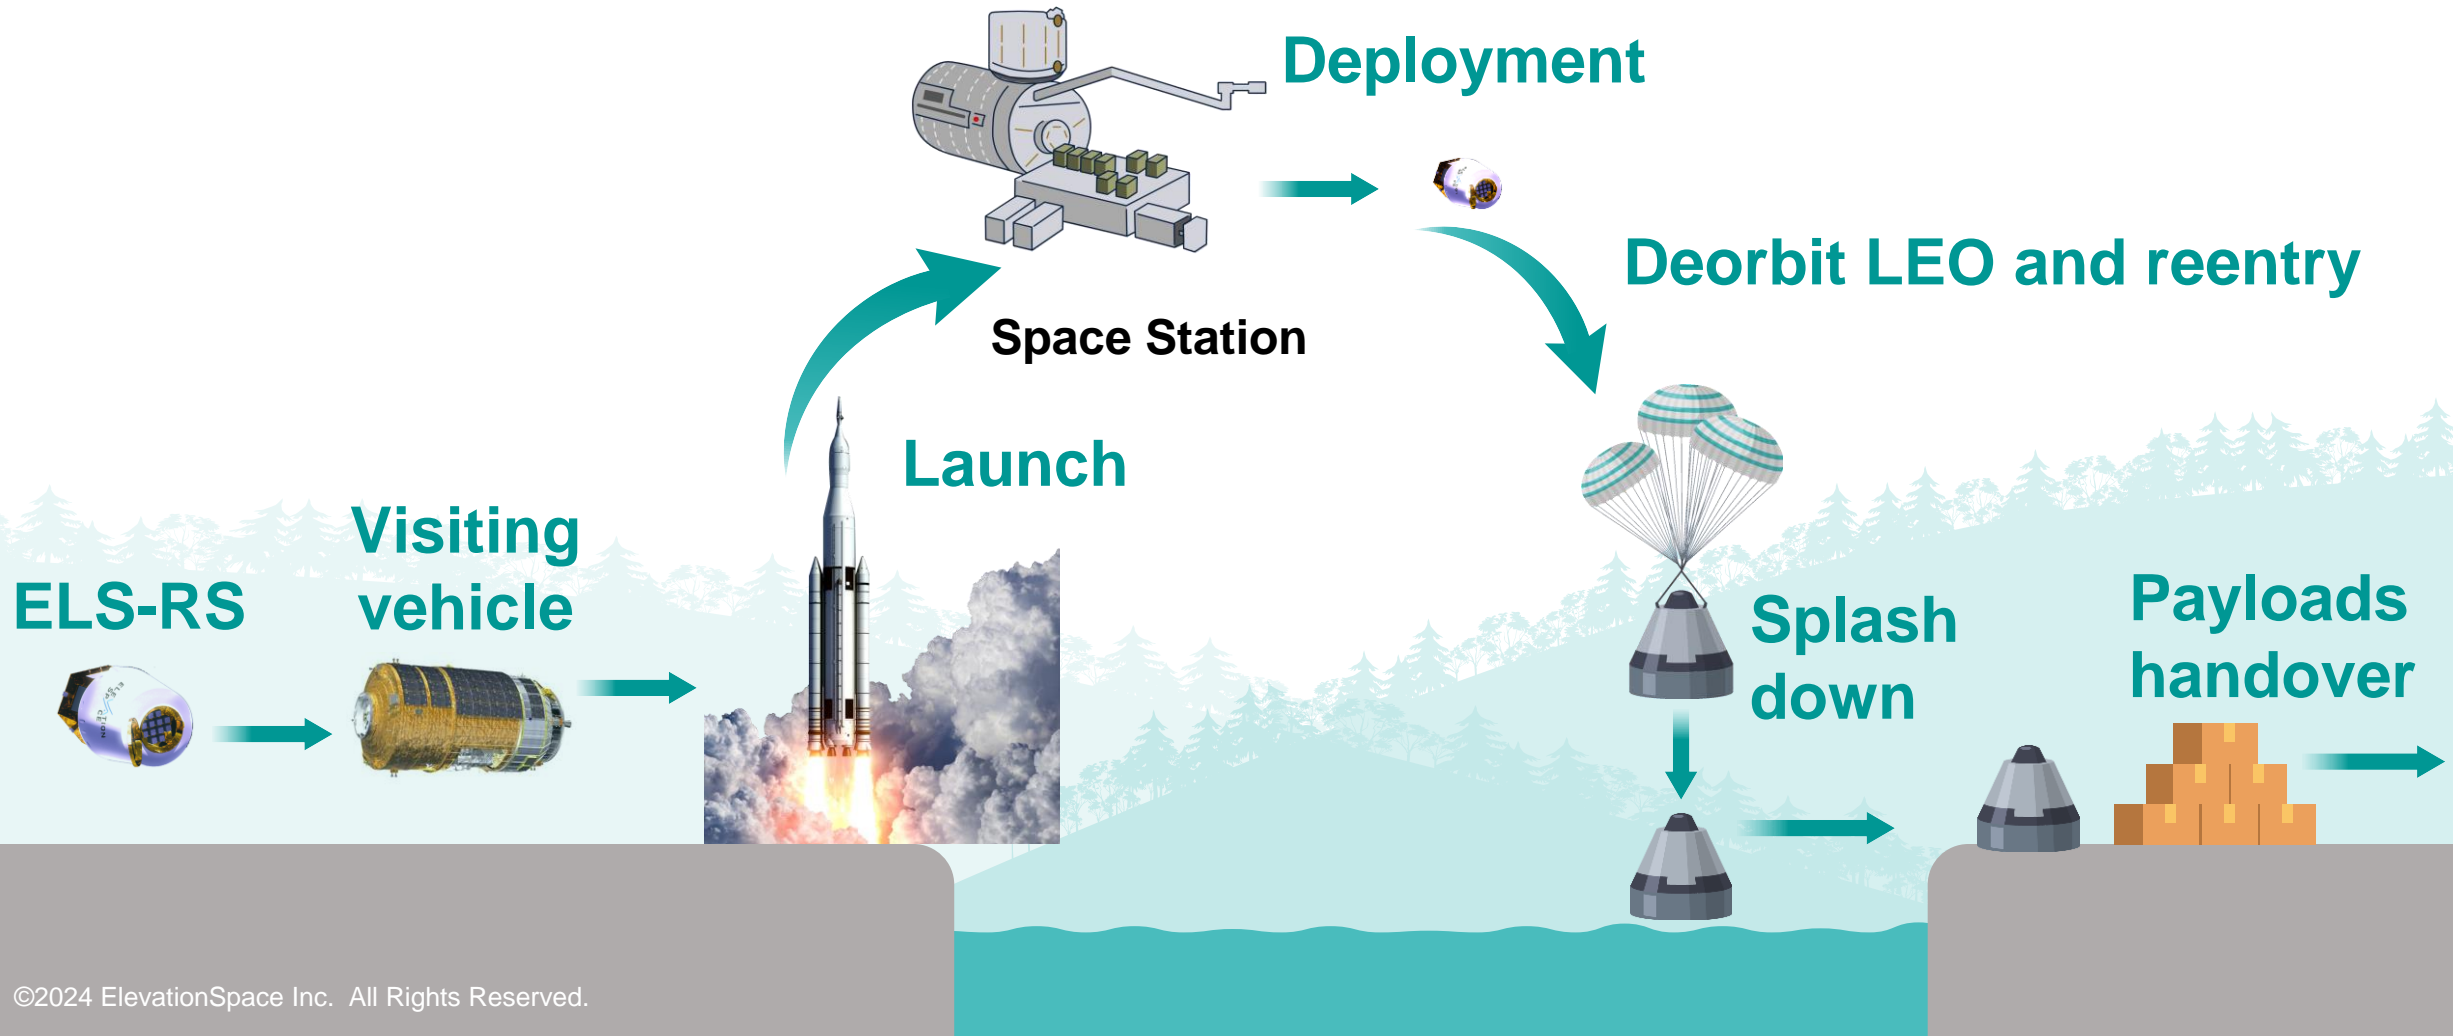 Deployment
Deorbit LEO and reentry
Space Station
Launch
Visiting
vehicle
ELS-RS
Splash
down
Payloads
handover
©2024 ElevationSpace Inc.  All Rights Reserved.